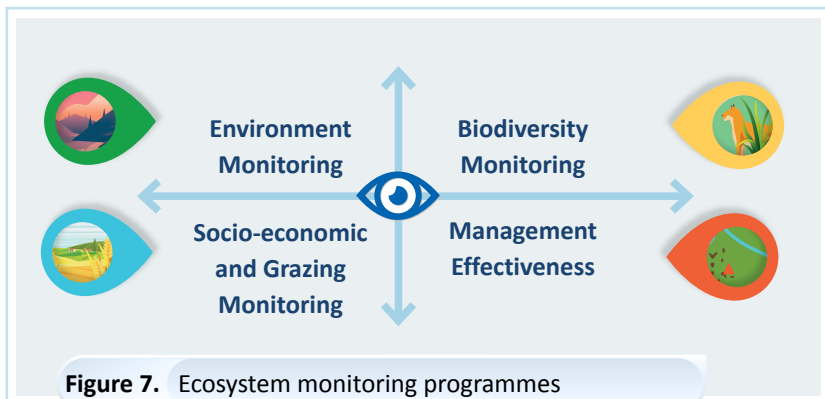 Environment
Monitoring
Biodiversity
Monitoring
Socio-economic
and Grazing
Monitoring
Management
Effectiveness
Figure 7. Ecosystem monitoring programmes